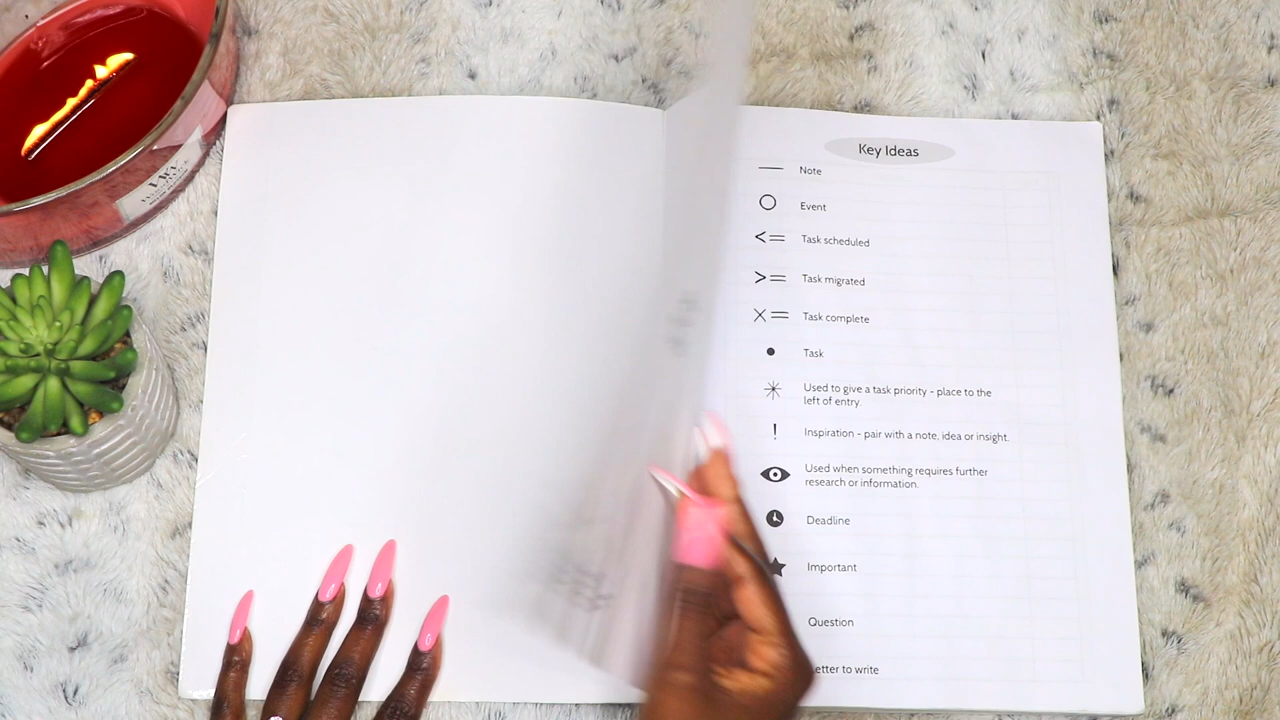 Key Ideas
— Note
○ Event
<= Task scheduled
>= Task migrated
X= Task complete
• Task
Used to give a task priority - place to the
left of entry.
! Inspiration - pair with a note, idea or insight.
Used when something requires further
research or information.
Deadline
Important
Question
etter to write